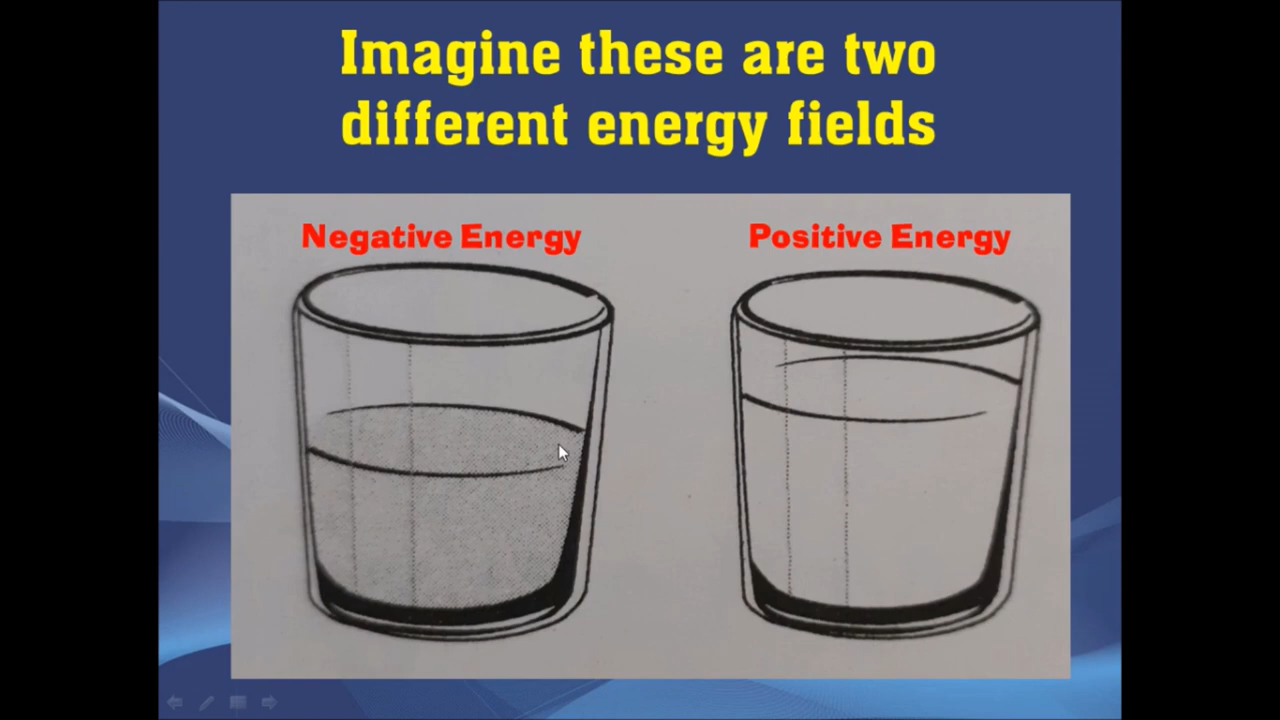 Imagine these are two
different energy fields
Negative Energy
Positive Energy